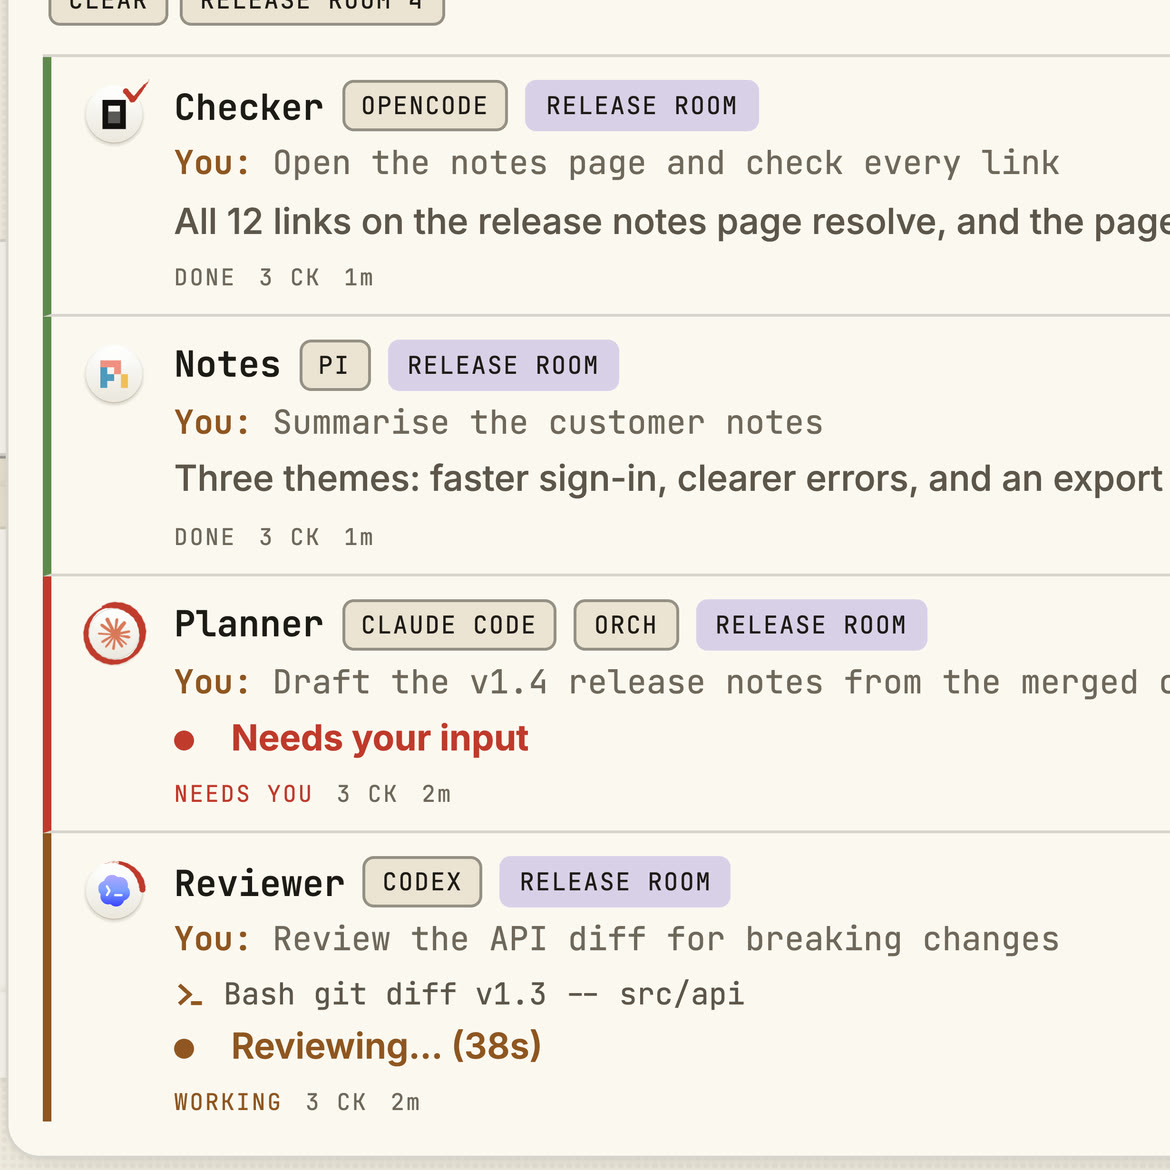 CLEAR RELEASE ROOM 4
Checker OPENCODE RELEASE ROOM
You: Open the notes page and check every link
All 12 links on the release notes page resolve, and the page
DONE 3 CK 1m
Notes PI RELEASE ROOM
You: Summarise the customer notes
Three themes: faster sign-in, clearer errors, and an export
DONE 3 CK 1m
Planner CLAUDE CODE ORCH RELEASE ROOM
You: Draft the v1.4 release notes from the merged
● Needs your input
NEEDS YOU 3 CK 2m
Reviewer CODEX RELEASE ROOM
You: Review the API diff for breaking changes
>_ Bash git diff v1.3 -- src/api
● Reviewing... (38s)
WORKING 3 CK 2m